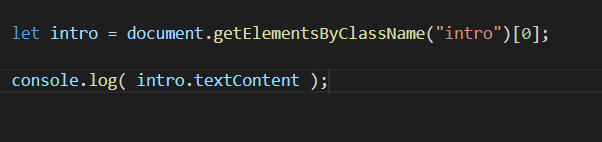 let intro = document.getElementsByClassName("intro")[0];
console.log( intro.textContent );